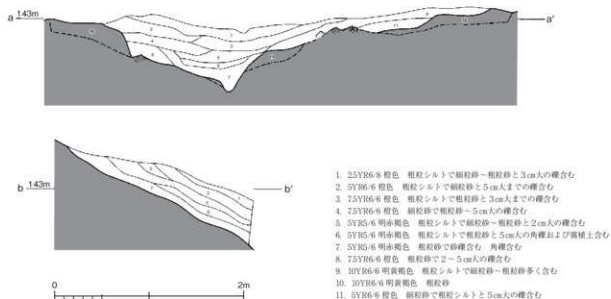 a 143m a'
b 143m b'
0 2m
1. 2.5YR6/8 橙色 粗粒シルトで細粒砂~粗粒砂と3㎝大の礫含む
2. 5YR6/6 橙色 粗粒シルトで細粒砂と5㎝大までの礫含む
3. 7.5YR6/6 橙色 粗粒シルトで粗粒砂と3㎝大までの礫含む
4. 7.5YR6/6 橙色 細粒砂で粗粒砂~5㎝大の礫含む
5. 5YR5/6 明赤褐色 粗粒シルトで細粒砂~粗粒砂と2㎝大の礫含む
6. 5YR5/6 明赤褐色 粗粒シルトで粗粒砂と5㎝大の角礫および腐植土含む
7. 5YR5/6 明赤褐色 粗粒砂で砂礫含む 角礫含む
8. 7.5YR6/6 橙色 粗粒砂で2~5㎝大の礫含む
9. 10YR6/6 明黄褐色 粗粒シルトで細粒砂~粗粒砂多く含む
10. 10YR6/6 明黄褐色 粗粒砂
11. 5YR6/6 橙色 細粒砂で粗粒シルトと5㎝大の礫含む